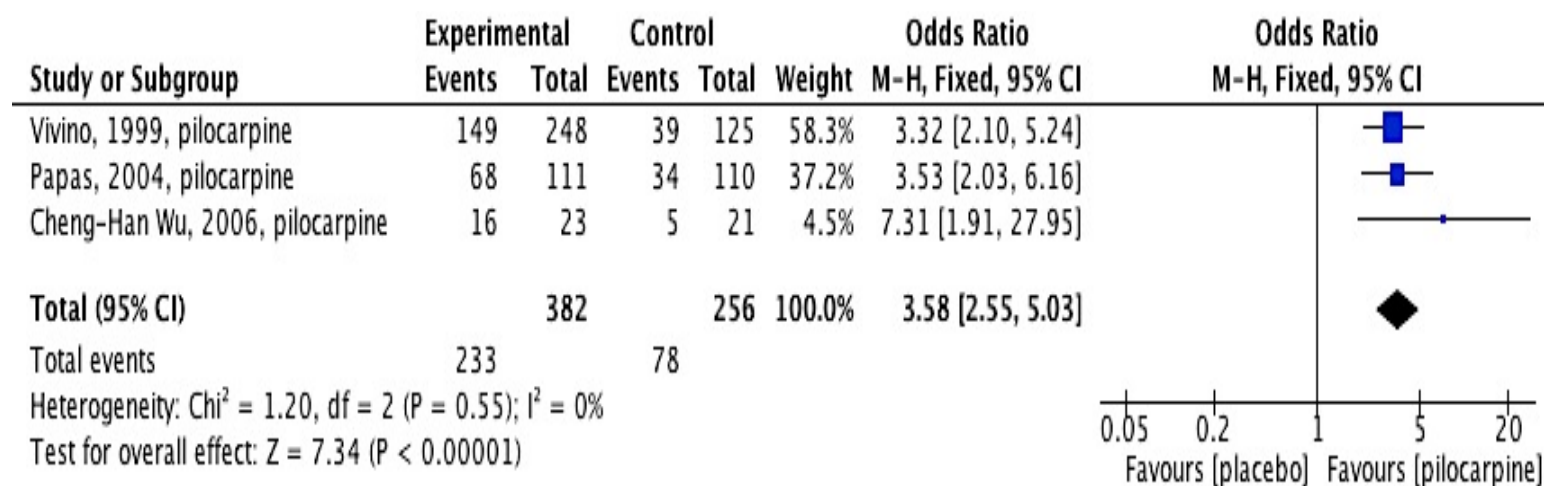 Experimental Control Odds Ratio Odds Ratio
Study or Subgroup Events Total Events Total Weight M-H, Fixed, 95% CI M-H, Fixed, 95% CI
Vivino, 1999, pilocarpine 149 248 39 125 58.3% 3.32 [2.10, 5.24]
Papas, 2004, pilocarpine 68 111 34 110 37.2% 3.53 [2.03, 6.16]
Cheng-Han Wu, 2006, pilocarpine 16 23 5 21 4.5% 7.31 [1.91, 27.95]
Total (95% CI) 382 256 100.0% 3.58 [2.55, 5.03]
Total events 233 78
Heterogeneity: Chi² = 1.20, df = 2 (P = 0.55); I² = 0%
Test for overall effect: Z = 7.34 (P < 0.00001)
0.05 0.2 1 5 20
Favours [placebo] Favours [pilocarpine]